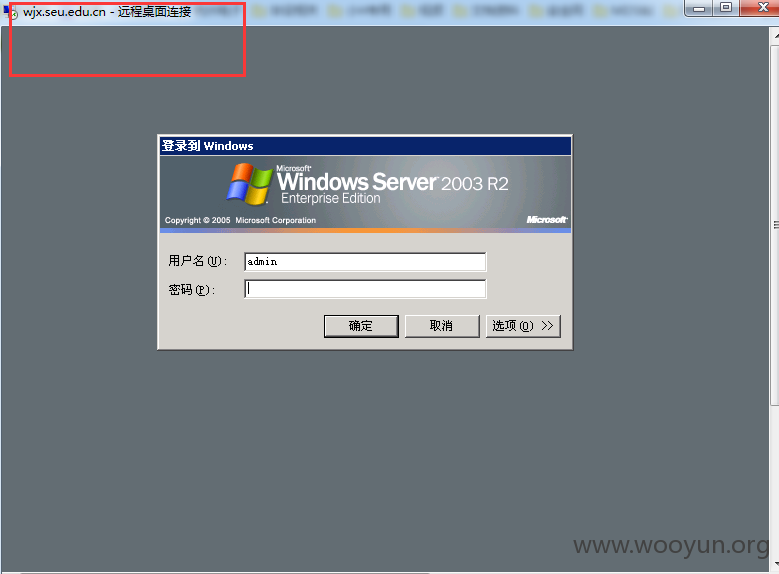 wjx.seu.edu.cn - 远程桌面连接
登录到 Windows
Microsoft
Windows Server 2003 R2
Enterprise Edition
Copyright © 2005 Microsoft Corporation
Microsoft
用户名(U):
admin
密码(P):
确定
取消
选项(O) >>
www.wooyun.org